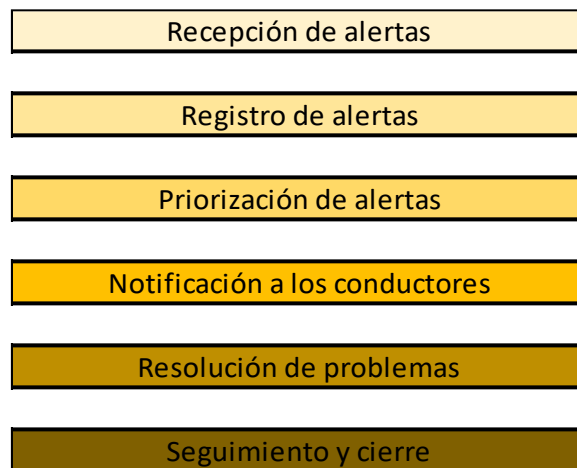 Recepción de alertas
Registro de alertas
Priorización de alertas
Notificación a los conductores
Resolución de problemas
Seguimiento y cierre